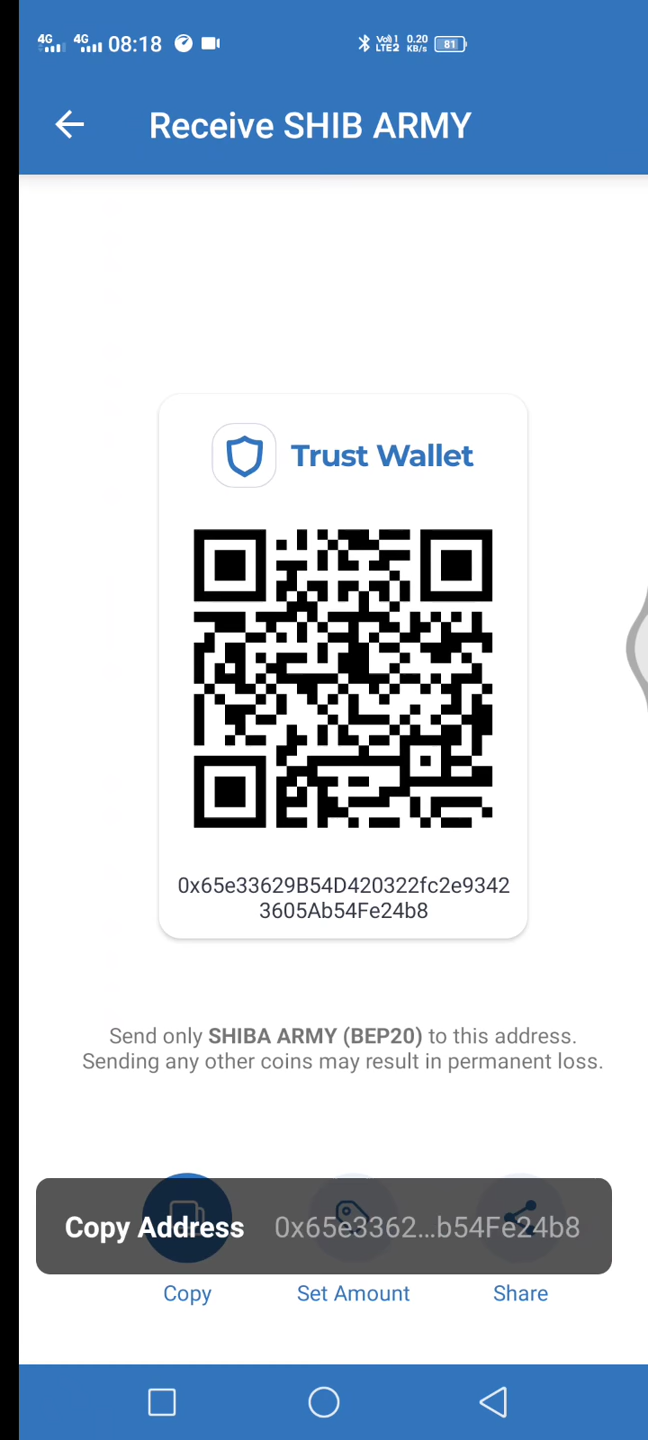 4G 4G 08:18 Vo) 1 LTE2 0.20 KB/s 81
Receive SHIB ARMY
Trust Wallet
0x65e33629B54D420322fc2e9342
3605Ab54Fe24b8
Send only SHIBA ARMY (BEP20) to this address.
Sending any other coins may result in permanent loss.
Copy Address 0x65e3362...b54Fe24b8
Copy Set Amount Share